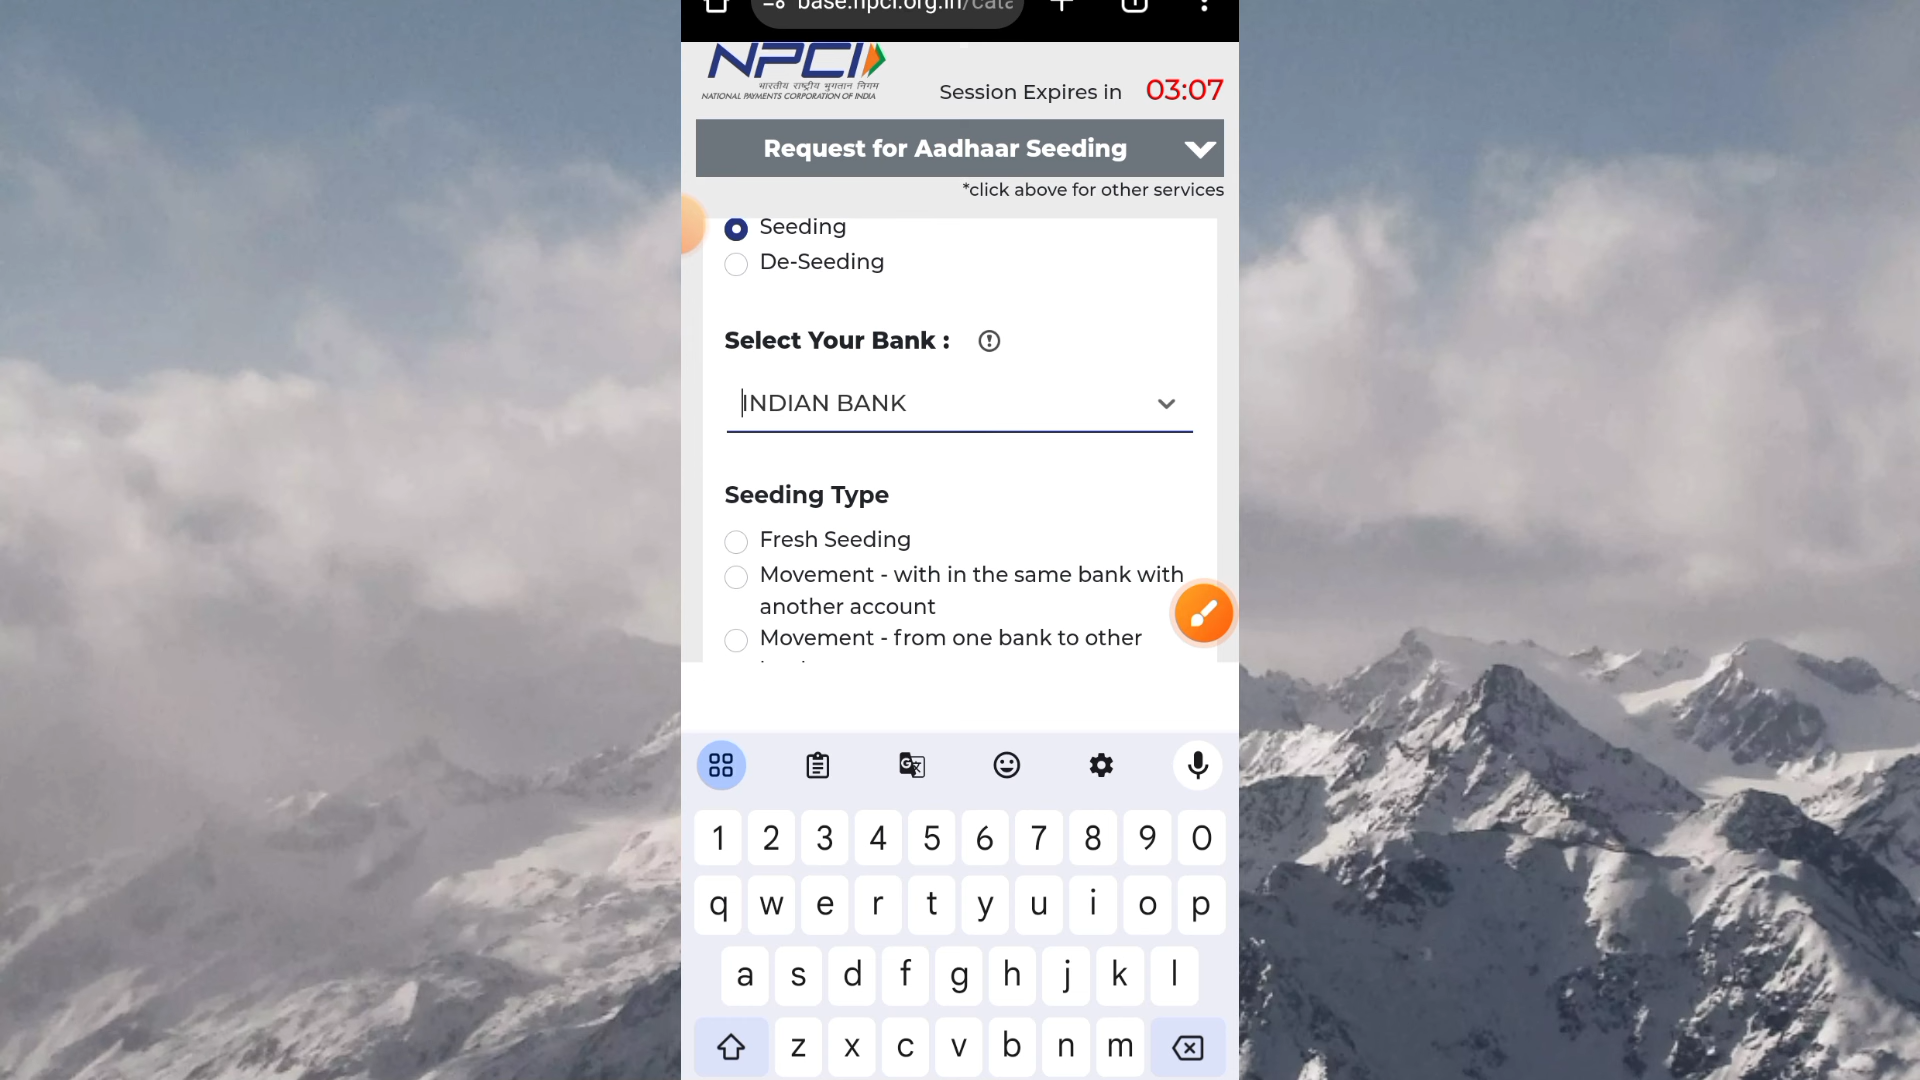 base.npci.org.in/cata
NPCI
भारतीय राष्ट्रीय भुगतान निगम
NATIONAL PAYMENTS CORPORATION OF INDIA
Session Expires in 03:07
Request for Aadhaar Seeding
*click above for other services
Seeding
De-Seeding
Select Your Bank :
INDIAN BANK
Seeding Type
Fresh Seeding
Movement - with in the same bank with
another account
Movement - from one bank to other
1 2 3 4 5 6 7 8 9 0
q w e r t y u i o p
a s d f g h j k l
z x c v b n m